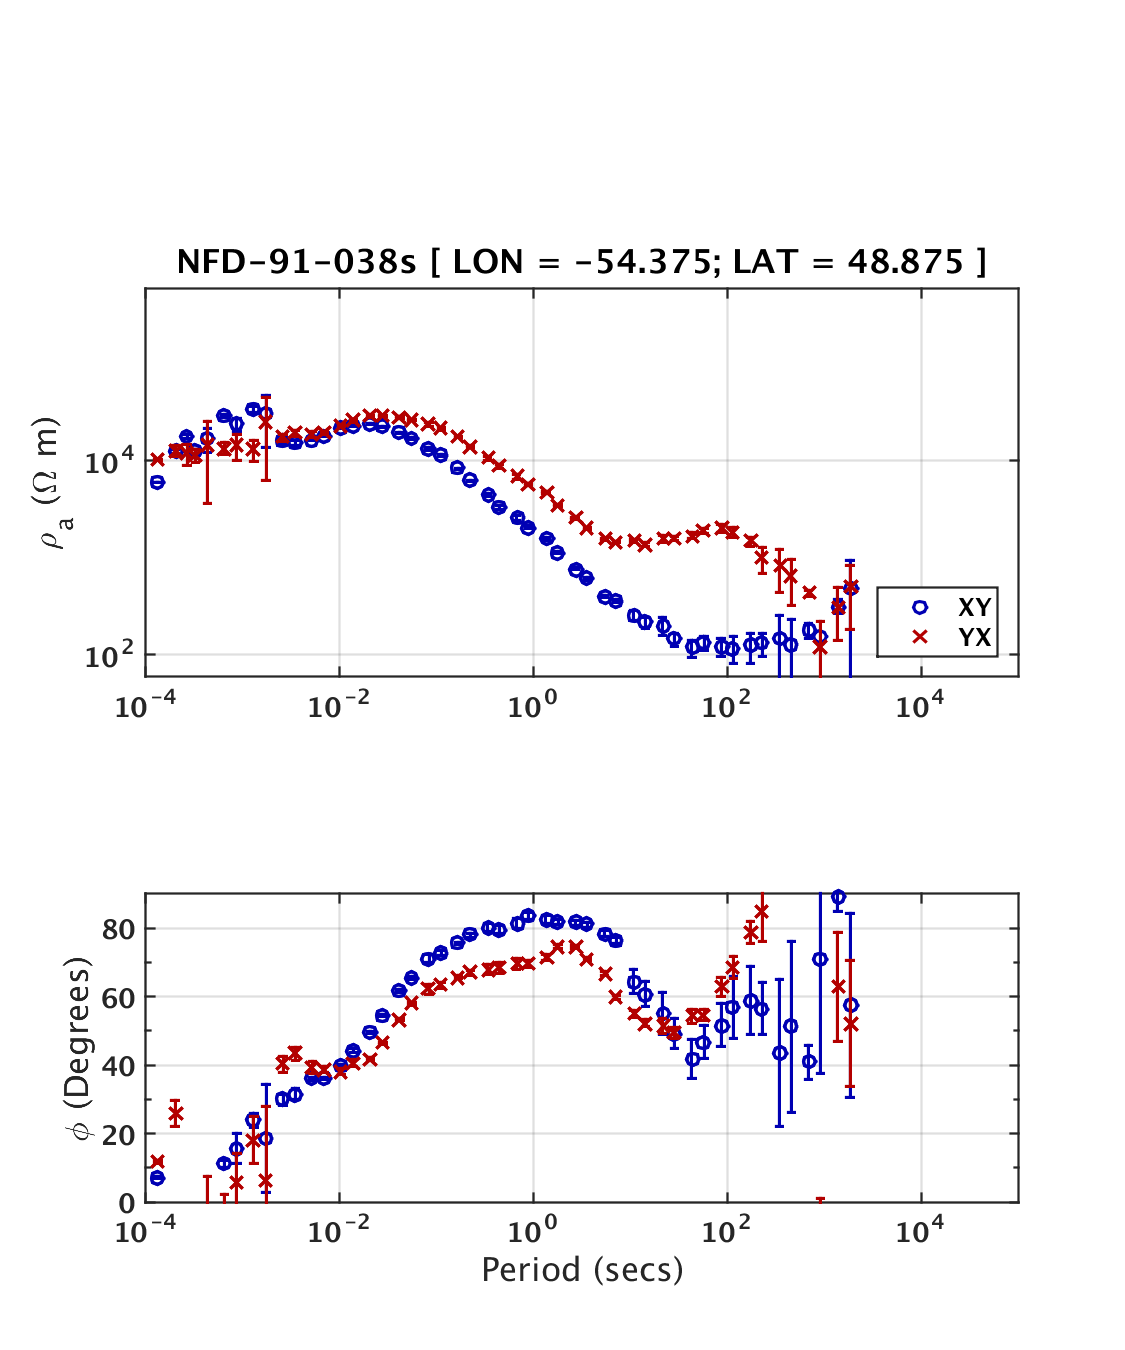 NFD-91-038s [ LON = -54.375; LAT = 48.875 ]
ρa (Ω m)
10^4
10^2
XY
YX
10^-4 10^-2 10^0 10^2 10^4
ϕ (Degrees)
80
60
40
20
0
10^-4 10^-2 10^0 10^2 10^4
Period (secs)